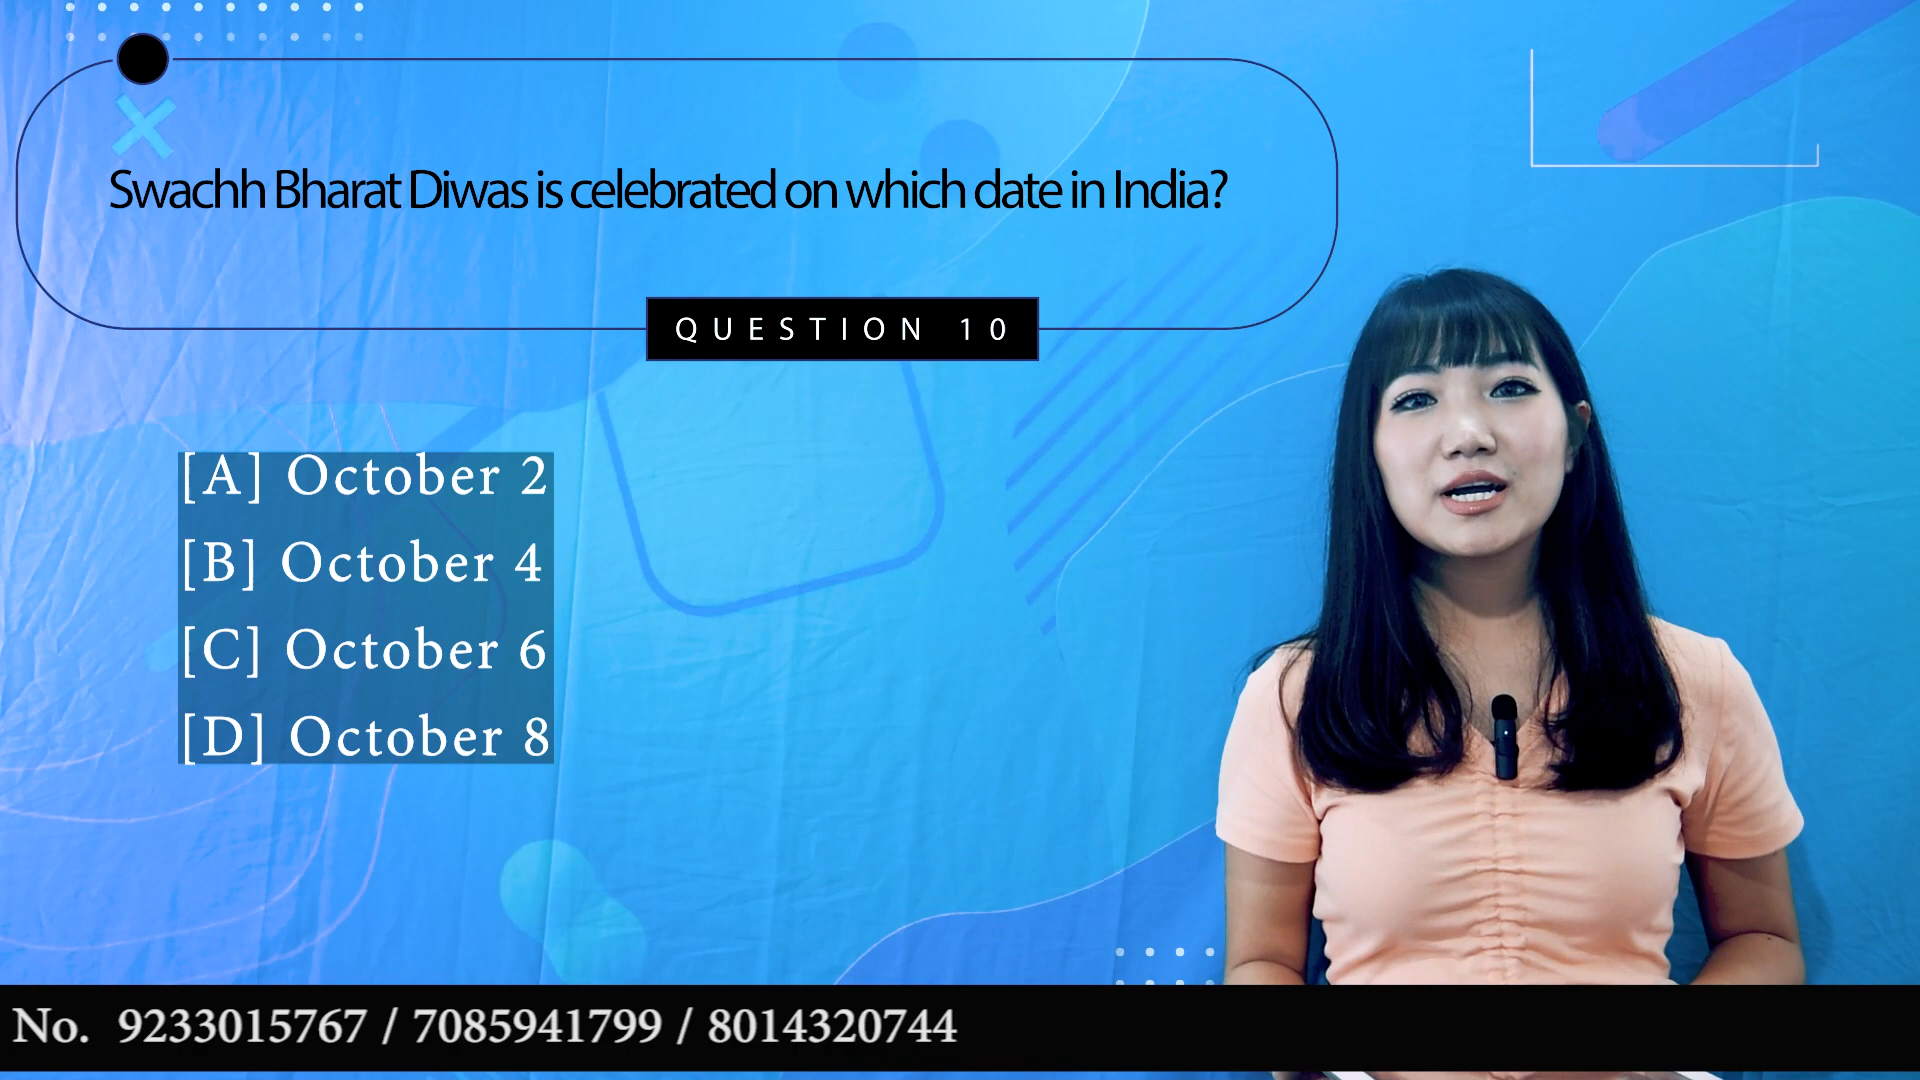 Swachh Bharat Diwas is celebrated on which date in India?
QUESTION 10
[A] October 2
[B] October 4
[C] October 6
[D] October 8
No. 9233015767 / 7085941799 / 8014320744